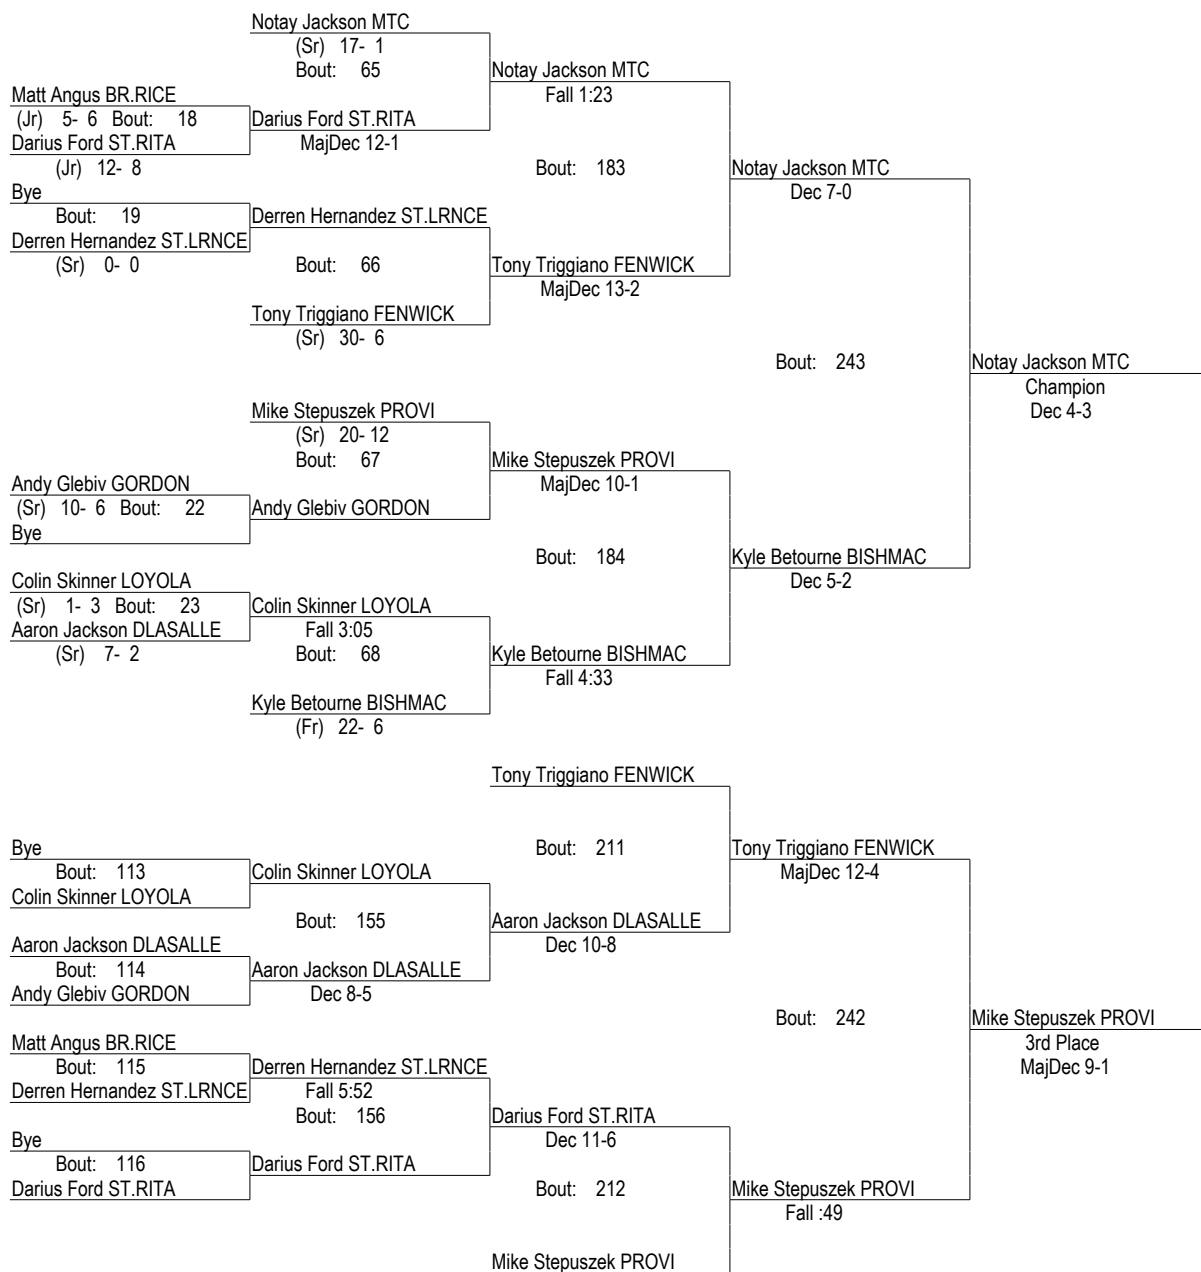 Notay Jackson MTC
(Sr) 17- 1
Bout: 65
Notay Jackson MTC
Fall 1:23
Matt Angus BR.RICE
(Jr) 5- 6 Bout: 18
Darius Ford ST.RITA
MajDec 12-1
Darius Ford ST.RITA
(Jr) 12- 8
Bout: 183
Notay Jackson MTC
Dec 7-0
Bye
Bout: 19
Derren Hernandez ST.LRNCE
Derren Hernandez ST.LRNCE
(Sr) 0- 0
Bout: 66
Tony Triggiano FENWICK
MajDec 13-2
Tony Triggiano FENWICK
(Sr) 30- 6
Bout: 243
Notay Jackson MTC
Champion
Dec 4-3
Mike Stepuszek PROVI
(Sr) 20- 12
Bout: 67
Mike Stepuszek PROVI
MajDec 10-1
Andy Glebiv GORDON
(Sr) 10- 6 Bout: 22
Andy Glebiv GORDON
Bye
Bout: 184
Kyle Betourne BISHMAC
Dec 5-2
Colin Skinner LOYOLA
(Sr) 1- 3 Bout: 23
Colin Skinner LOYOLA
Fall 3:05
Aaron Jackson DLASALLE
(Sr) 7- 2
Bout: 68
Kyle Betourne BISHMAC
Fall 4:33
Kyle Betourne BISHMAC
(Fr) 22- 6
Tony Triggiano FENWICK
Bye
Bout: 113
Colin Skinner LOYOLA
Colin Skinner LOYOLA
Bout: 211
Tony Triggiano FENWICK
MajDec 12-4
Bout: 155
Aaron Jackson DLASALLE
Dec 10-8
Aaron Jackson DLASALLE
Bout: 114
Andy Glebiv GORDON
Aaron Jackson DLASALLE
Dec 8-5
Bout: 242
Mike Stepuszek PROVI
3rd Place
MajDec 9-1
Matt Angus BR.RICE
Bout: 115
Derren Hernandez ST.LRNCE
Derren Hernandez ST.LRNCE
Fall 5:52
Bout: 156
Darius Ford ST.RITA
Dec 11-6
Bye
Bout: 116
Darius Ford ST.RITA
Darius Ford ST.RITA
Bout: 212
Mike Stepuszek PROVI
Fall :49
Mike Stepuszek PROVI